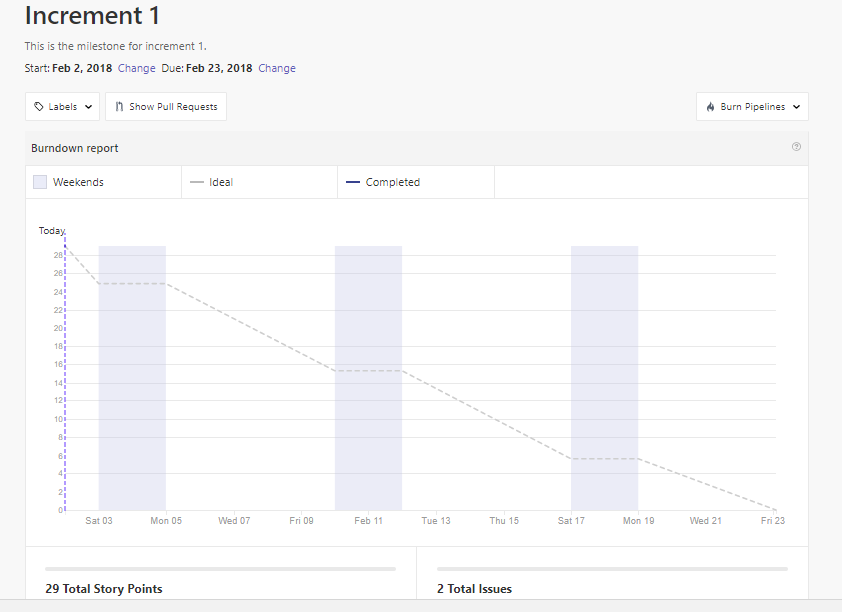 Increment 1
This is the milestone for increment 1.
Start: Feb 2, 2018 Change Due: Feb 23, 2018 Change
Labels Show Pull Requests Burn Pipelines
Burndown report ?
Weekends Ideal Completed
Today
28
26
24
22
20
18
16
14
12
10
8
6
4
2
0
Sat 03 Mon 05 Wed 07 Fri 09 Feb 11 Tue 13 Thu 15 Sat 17 Mon 19 Wed 21 Fri 23
29 Total Story Points 2 Total Issues